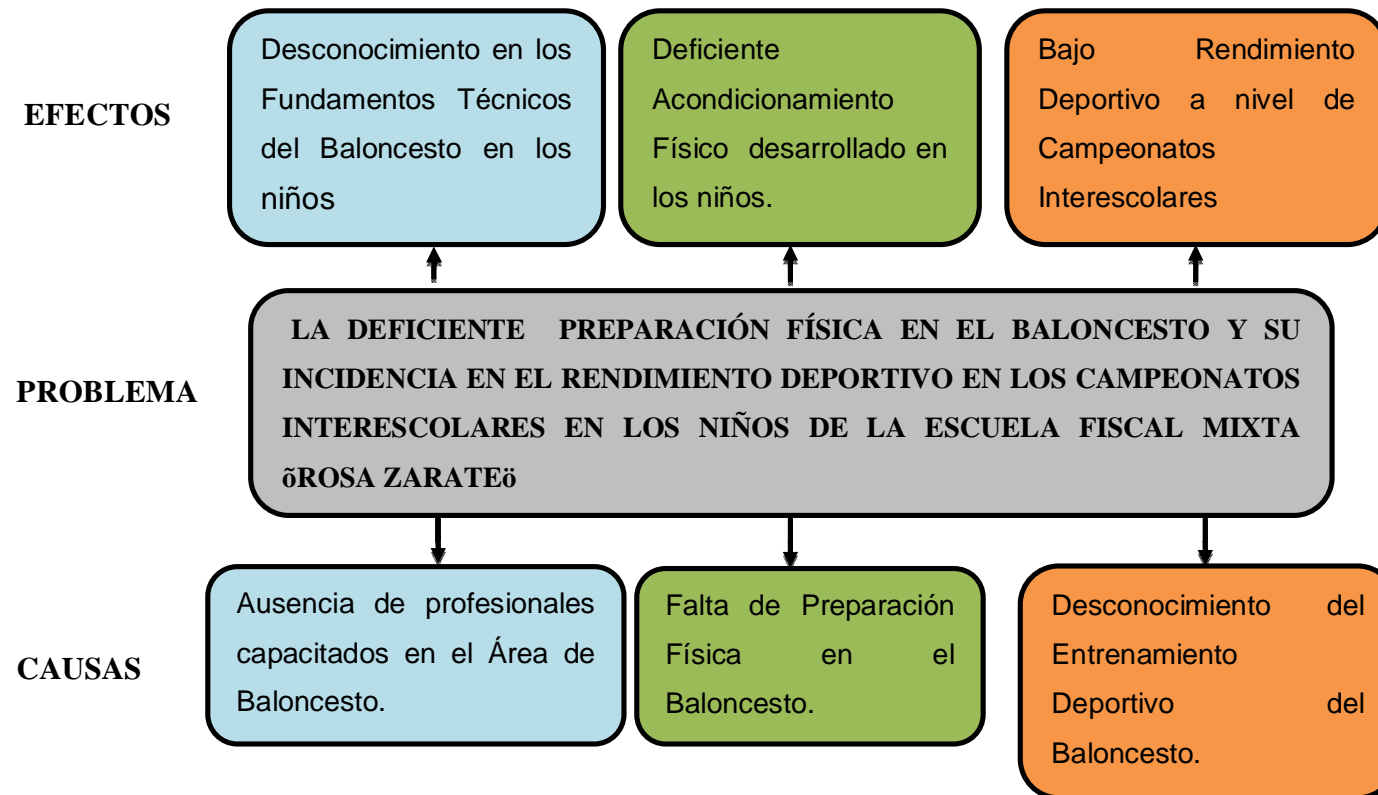 EFECTOS
Desconocimiento en los
Fundamentos Técnicos
del Baloncesto en los
niños
Deficiente
Acondicionamiento
Físico desarrollado en
los niños.
Bajo Rendimiento
Deportivo a nivel de
Campeonatos
Interescolares
PROBLEMA
LA DEFICIENTE PREPARACIÓN FÍSICA EN EL BALONCESTO Y SU
INCIDENCIA EN EL RENDIMIENTO DEPORTIVO EN LOS CAMPEONATOS
INTERESCOLARES EN LOS NIÑOS DE LA ESCUELA FISCAL MIXTA
õROSA ZARATEö
CAUSAS
Ausencia de profesionales
capacitados en el Área de
Baloncesto.
Falta de Preparación
Física en el
Baloncesto.
Desconocimiento del
Entrenamiento
Deportivo del
Baloncesto.